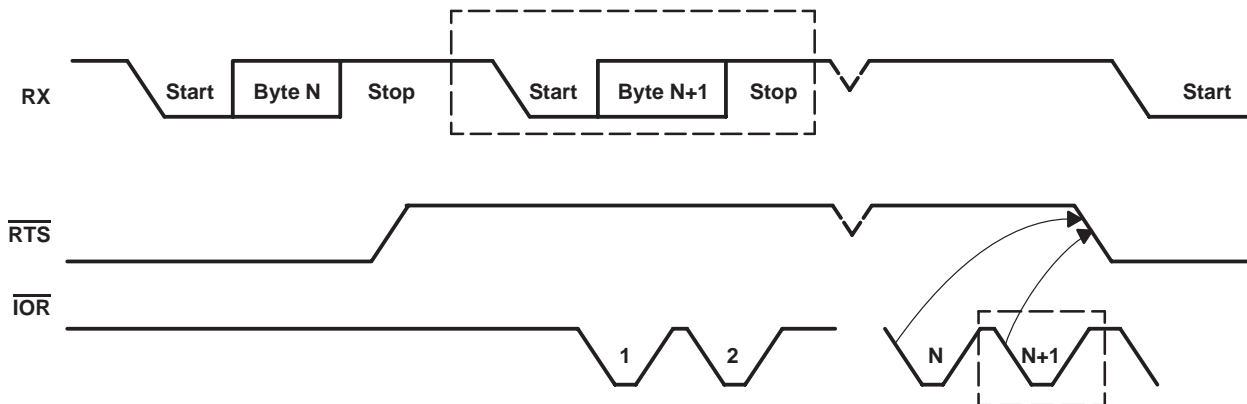 RX Start Byte N Stop Start Byte N+1 Stop Start
RTS
IOR
1 2 N N+1